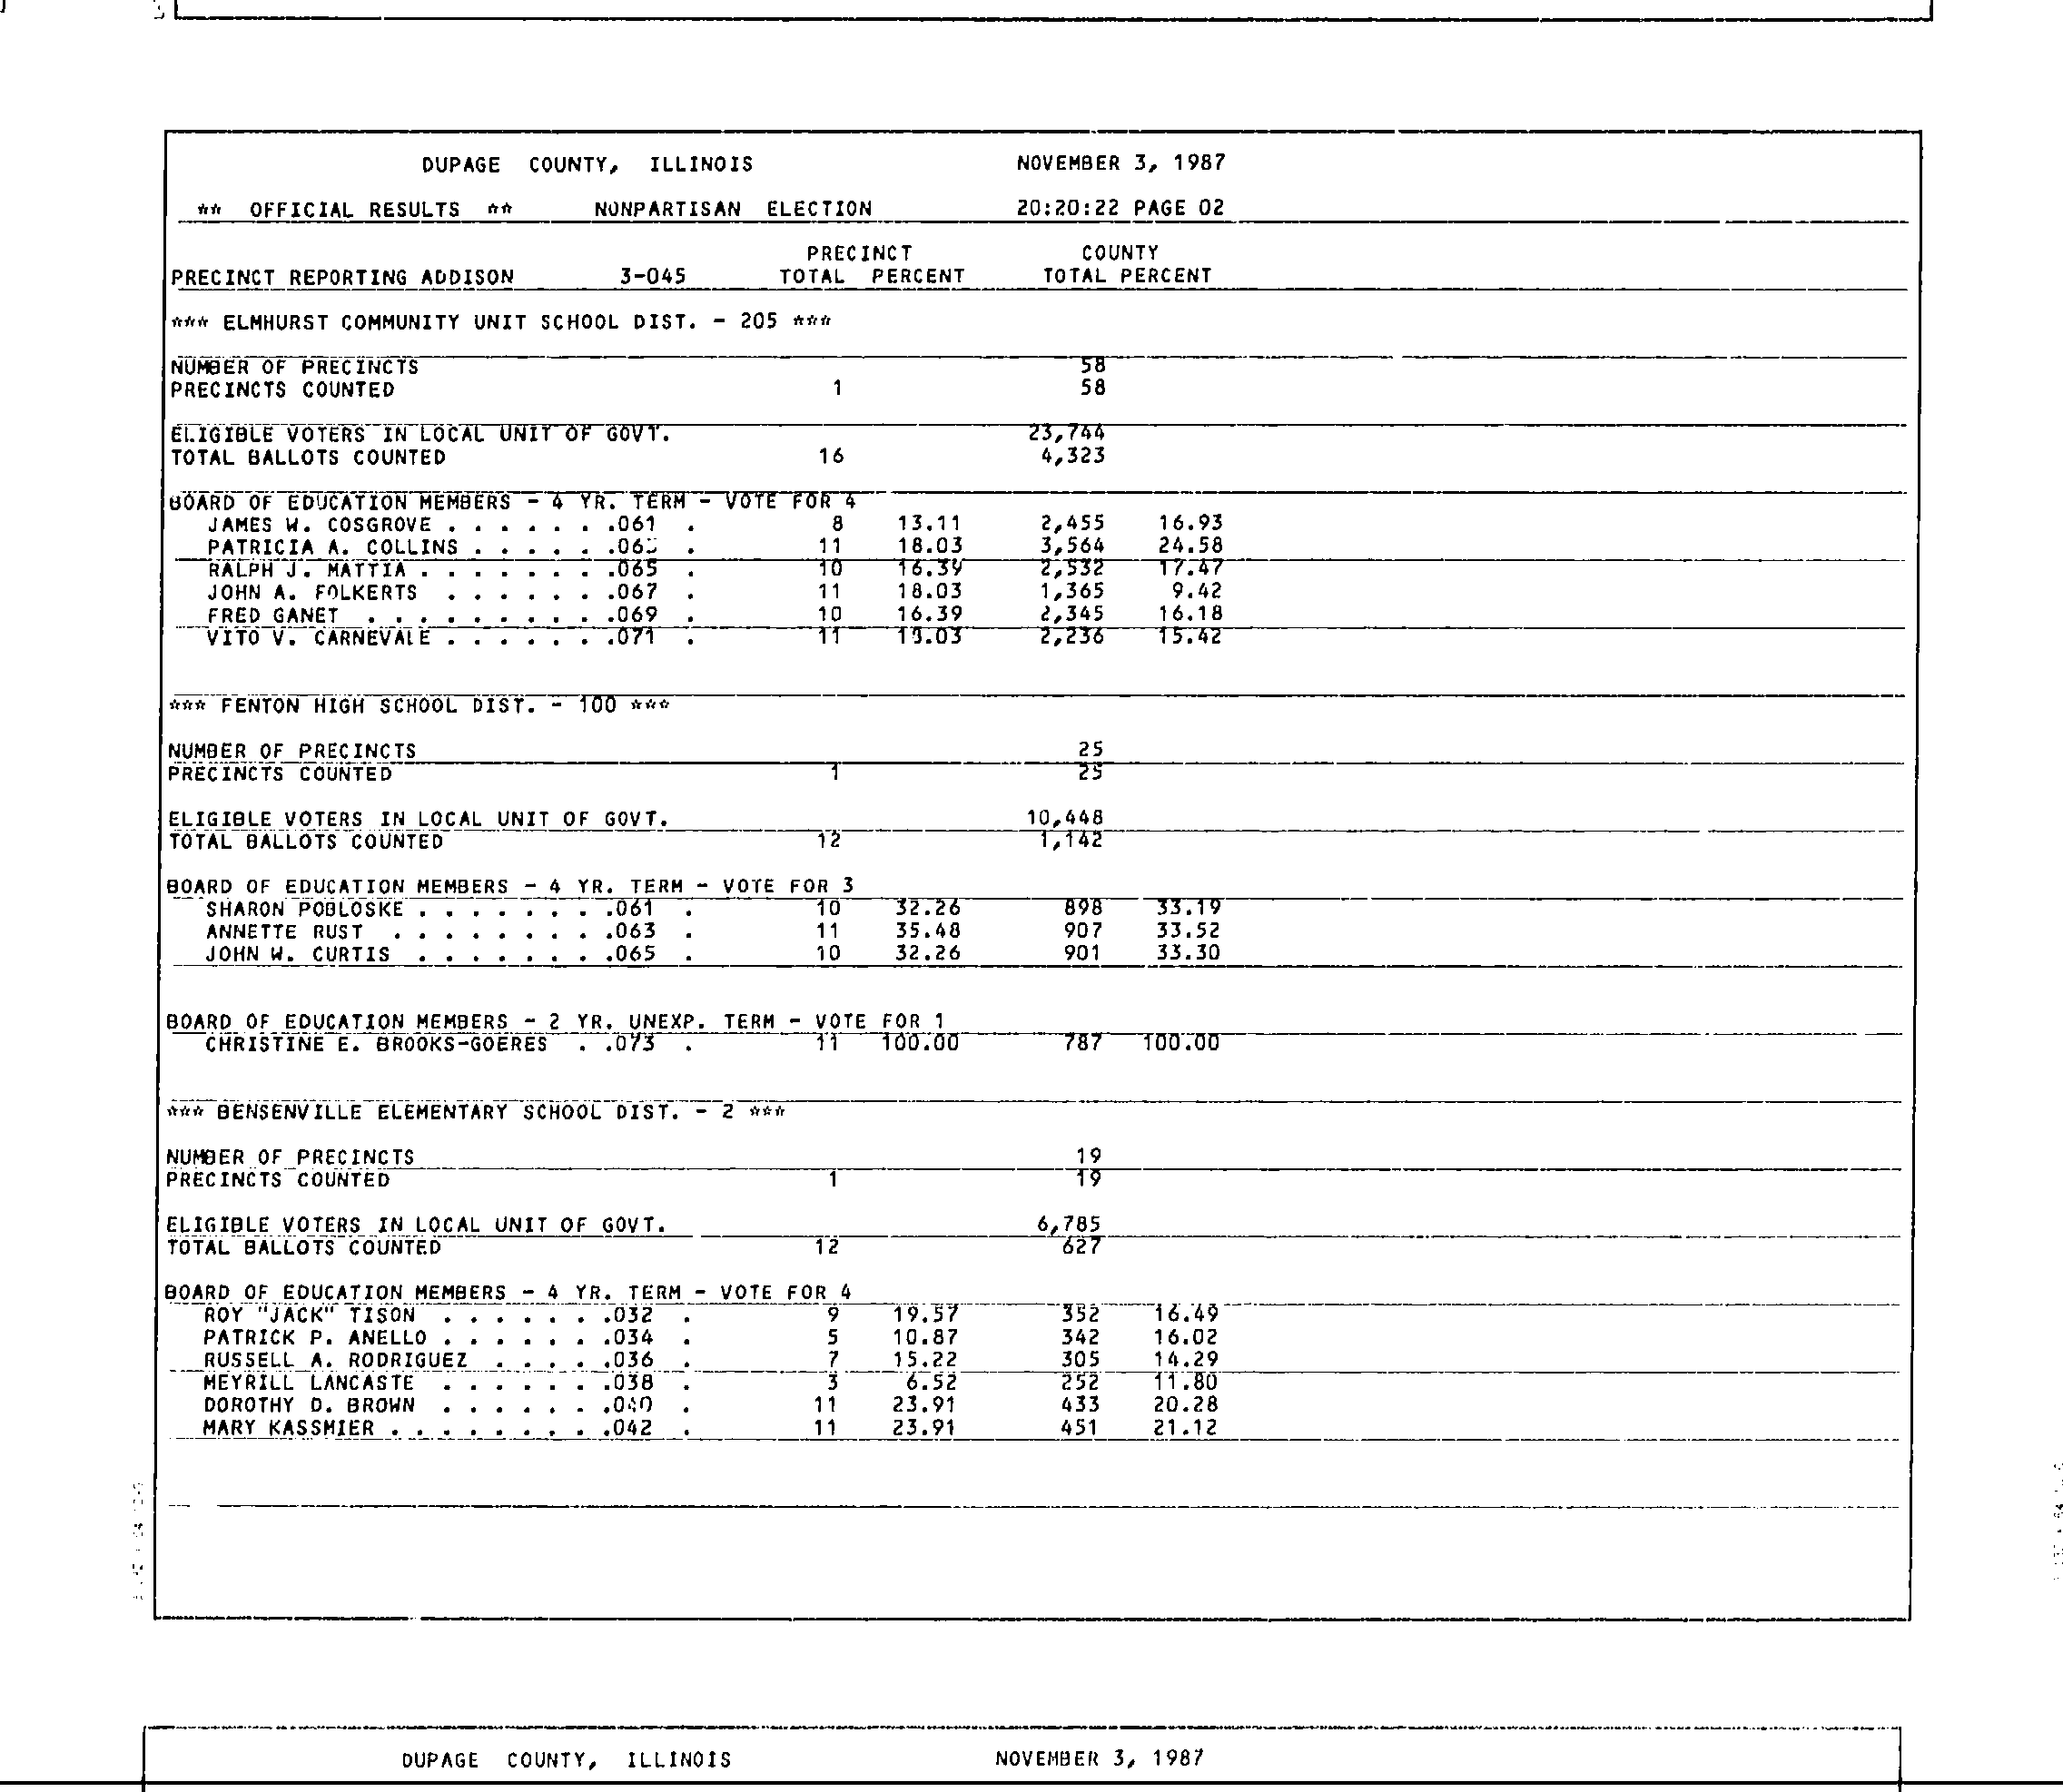 DUPAGE COUNTY, ILLINOIS NOVEMBER 3, 1987
** OFFICIAL RESULTS ** NONPARTISAN ELECTION 20:20:22 PAGE 02
PRECINCT COUNTY
PRECINCT REPORTING ADDISON 3-045 TOTAL PERCENT TOTAL PERCENT
*** ELMHURST COMMUNITY UNIT SCHOOL DIST. - 205 ***
NUMBER OF PRECINCTS 58
PRECINCTS COUNTED 1 58
ELIGIBLE VOTERS IN LOCAL UNIT OF GOVT. 23,744
TOTAL BALLOTS COUNTED 16 4,323
BOARD OF EDUCATION MEMBERS - 4 YR. TERM - VOTE FOR 4
JAMES W. COSGROVE . . . . . . .061 . 8 13.11 2,455 16.93
PATRICIA A. COLLINS . . . . . . 11 18.03 3,564 24.58
RALPH J. MATTIA . . . . . . . .065 . 10 16.39 2,532 17.47
JOHN A. FOLKERTS . . . . . . .067 . 11 18.03 1,365 9.42
FRED GANET . . . . . . . . . .069 . 10 16.39 2,345 16.18
VITO V. CARNEVALE . . . . . . .071 . 11 18.03 2,236 15.42
*** FENTON HIGH SCHOOL DIST. - 100 ***
NUMBER OF PRECINCTS 25
PRECINCTS COUNTED 1 25
ELIGIBLE VOTERS IN LOCAL UNIT OF GOVT. 10,448
TOTAL BALLOTS COUNTED 12 1,142
BOARD OF EDUCATION MEMBERS - 4 YR. TERM - VOTE FOR 3
SHARON POBLOSKE . . . . . . . .061 . 10 32.26 898 33.19
ANNETTE RUST . . . . . . . . .063 . 11 35.48 907 33.52
JOHN W. CURTIS . . . . . . . .065 . 10 32.26 901 33.30
BOARD OF EDUCATION MEMBERS - 2 YR. UNEXP. TERM - VOTE FOR 1
CHRISTINE E. BROOKS-GOERES . .073 . 11 100.00 787 100.00
*** BENSENVILLE ELEMENTARY SCHOOL DIST. - 2 ***
NUMBER OF PRECINCTS 19
PRECINCTS COUNTED 1 19
ELIGIBLE VOTERS IN LOCAL UNIT OF GOVT. 6,785
TOTAL BALLOTS COUNTED 12 627
BOARD OF EDUCATION MEMBERS - 4 YR. TERM - VOTE FOR 4
ROY "JACK" TISON . . . . . . .032 . 9 19.57 352 16.49
PATRICK P. ANELLO . . . . . . .034 . 5 10.87 342 16.02
RUSSELL A. RODRIGUEZ . . . . .036 . 7 15.22 305 14.29
MEYRILL LANCASTE . . . . . . .038 . 3 6.52 252 11.80
DOROTHY D. BROWN . . . . . . .040 . 11 23.91 433 20.28
MARY KASSMIER . . . . . . . . .042 . 11 23.91 451 21.12
DUPAGE COUNTY, ILLINOIS NOVEMBER 3, 1987